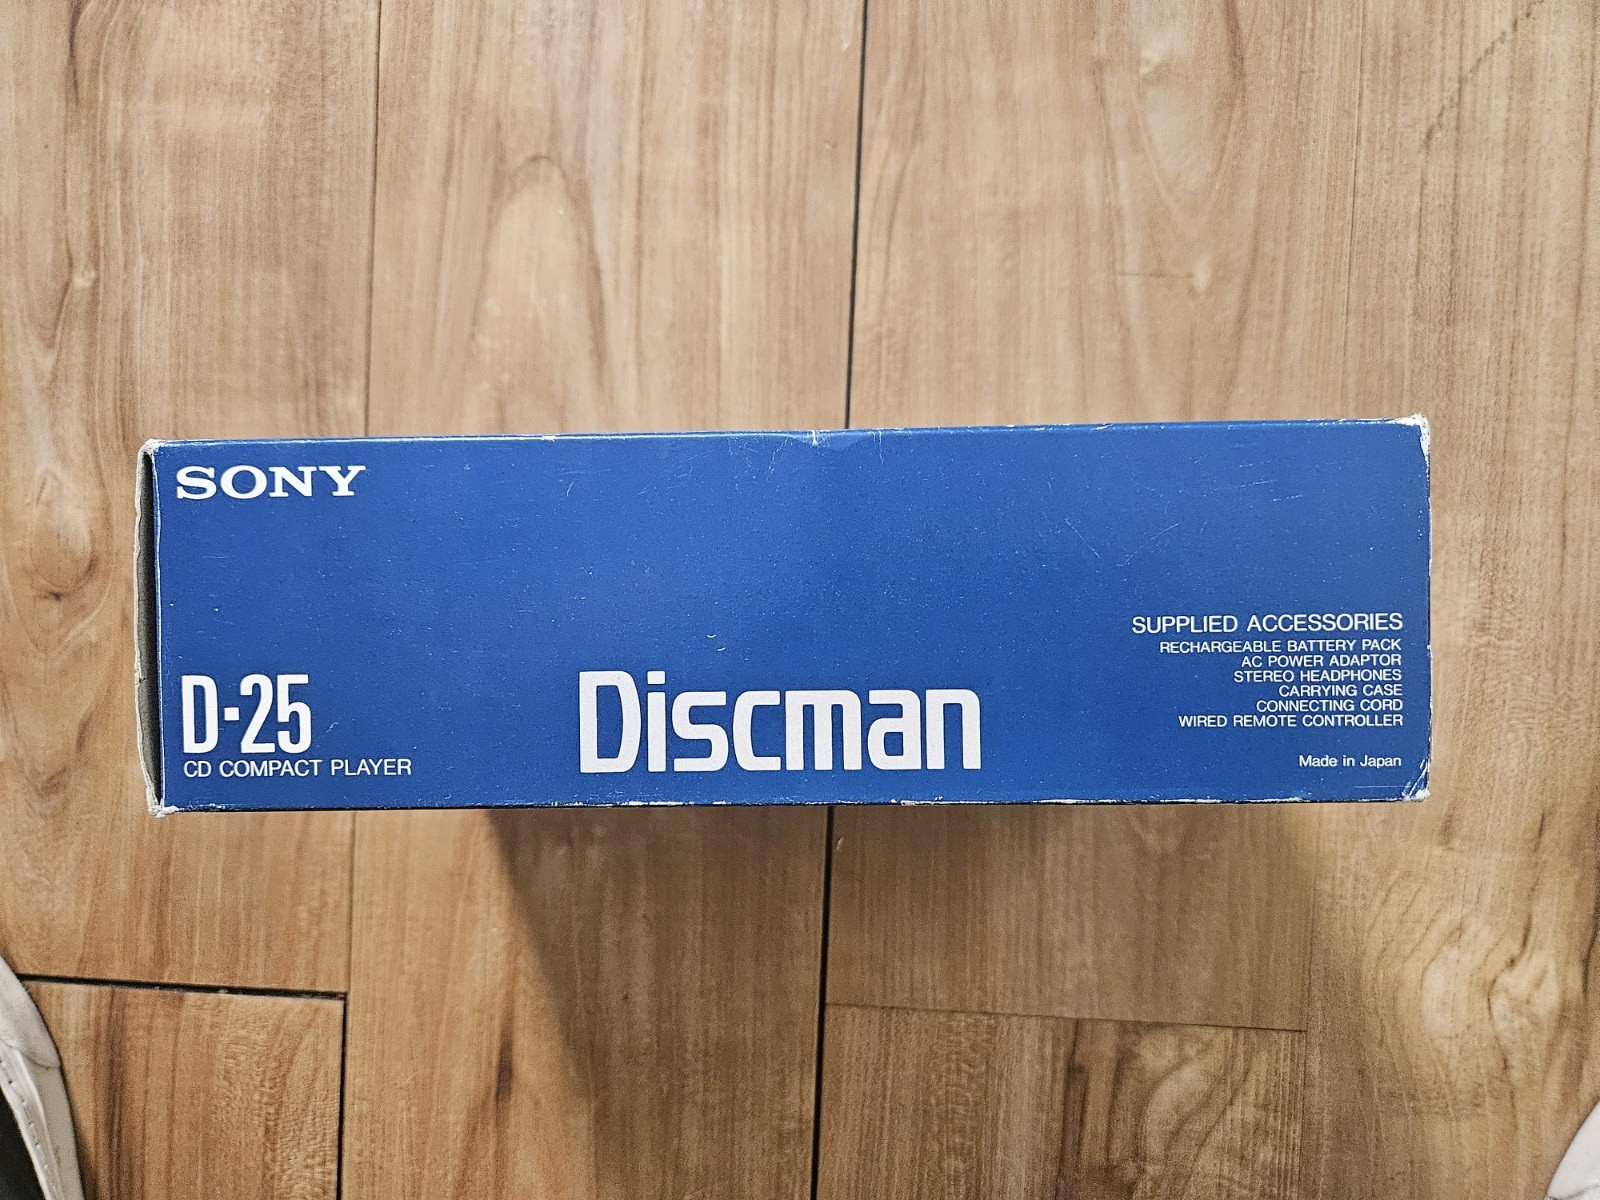 SONY
D-25
CD COMPACT PLAYER
Discman
SUPPLIED ACCESSORIES
RECHARGEABLE BATTERY PACK
AC POWER ADAPTOR
STEREO HEADPHONES
CARRYING CASE
CONNECTING CORD
WIRED REMOTE CONTROLLER
Made in Japan